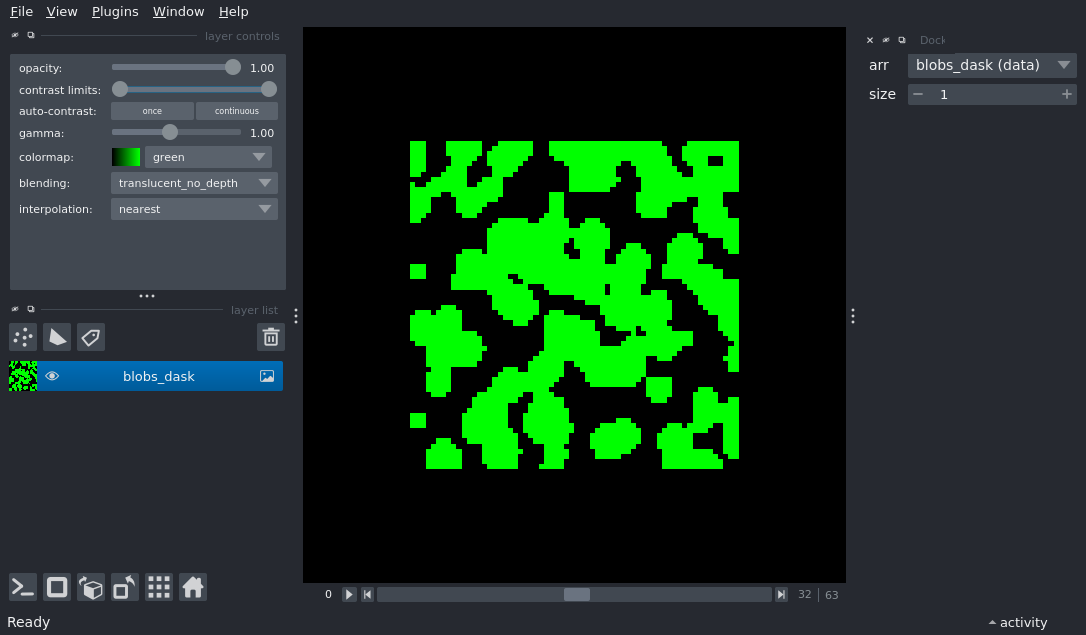 File View Plugins Window Help
layer controls
opacity: 1.00
contrast limits:
auto-contrast: once continuous
gamma: 1.00
colormap: green
blending: translucent_no_depth
interpolation: nearest
layer list
blobs_dask
0 32 63
Dock
arr blobs_dask (data)
size 1
Ready
activity